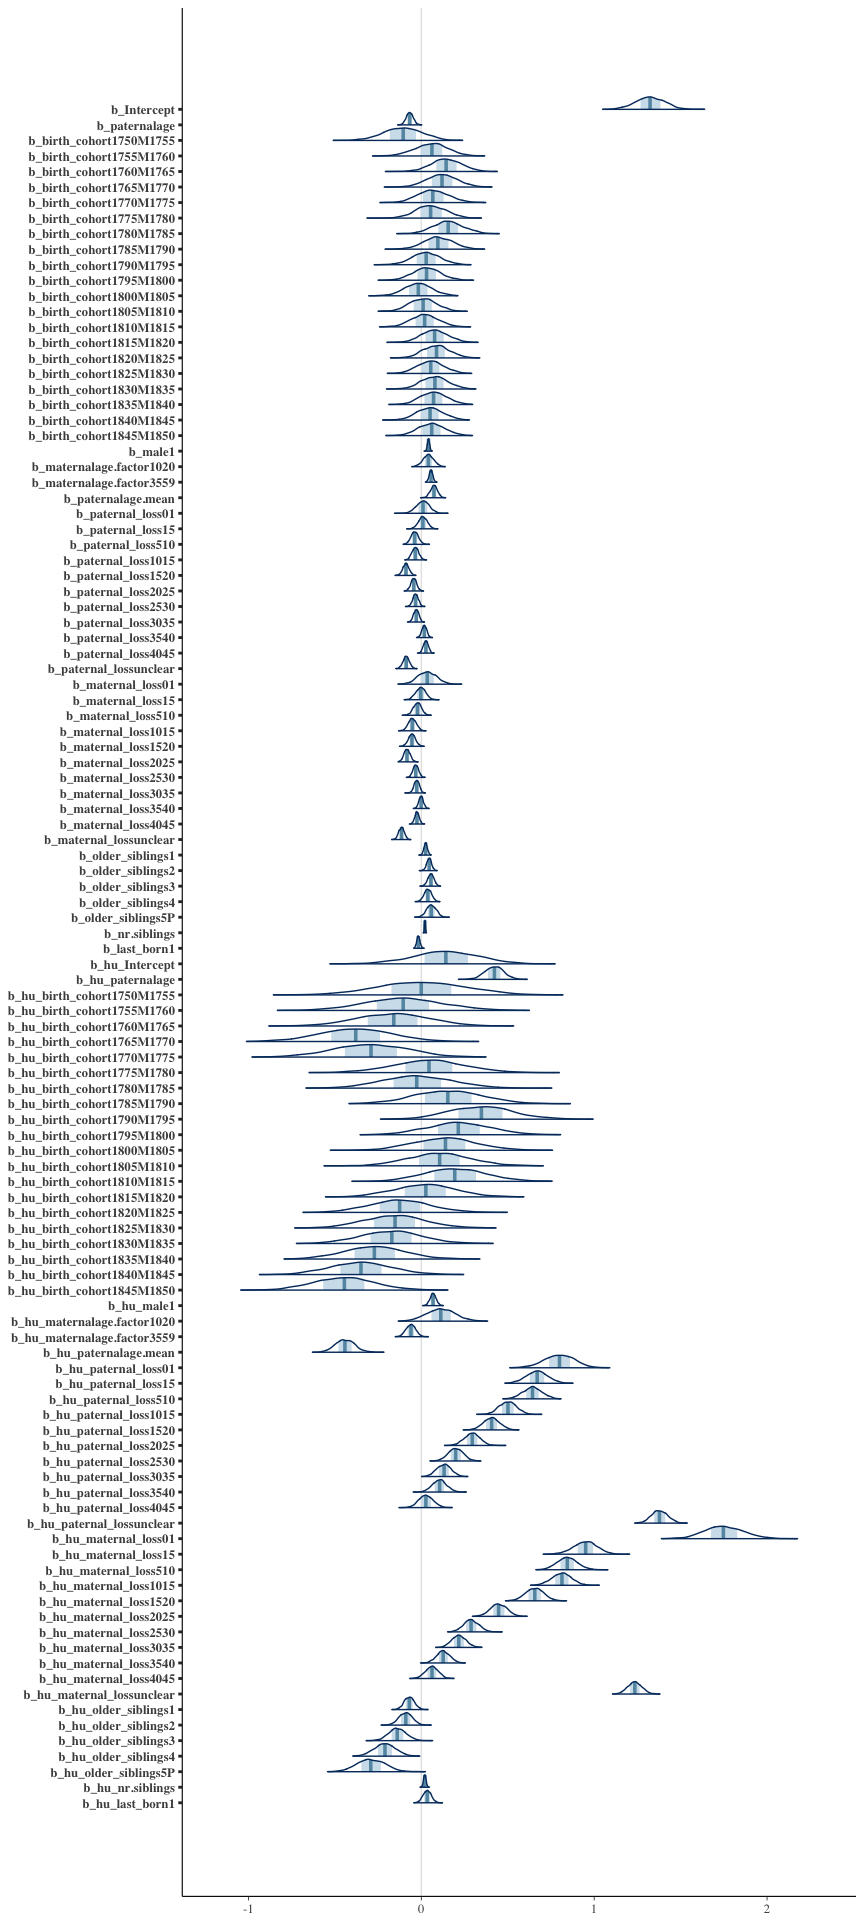 b_Intercept
b_paternalage
b_birth_cohort1750M1755
b_birth_cohort1755M1760
b_birth_cohort1760M1765
b_birth_cohort1765M1770
b_birth_cohort1770M1775
b_birth_cohort1775M1780
b_birth_cohort1780M1785
b_birth_cohort1785M1790
b_birth_cohort1790M1795
b_birth_cohort1795M1800
b_birth_cohort1800M1805
b_birth_cohort1805M1810
b_birth_cohort1810M1815
b_birth_cohort1815M1820
b_birth_cohort1820M1825
b_birth_cohort1825M1830
b_birth_cohort1830M1835
b_birth_cohort1835M1840
b_birth_cohort1840M1845
b_birth_cohort1845M1850
b_male1
b_maternalage.factor1020
b_maternalage.factor3559
b_paternalage.mean
b_paternal_loss01
b_paternal_loss15
b_paternal_loss510
b_paternal_loss1015
b_paternal_loss1520
b_paternal_loss2025
b_paternal_loss2530
b_paternal_loss3035
b_paternal_loss3540
b_paternal_loss4045
b_paternal_lossunclear
b_maternal_loss01
b_maternal_loss15
b_maternal_loss510
b_maternal_loss1015
b_maternal_loss1520
b_maternal_loss2025
b_maternal_loss2530
b_maternal_loss3035
b_maternal_loss3540
b_maternal_loss4045
b_maternal_lossunclear
b_older_siblings1
b_older_siblings2
b_older_siblings3
b_older_siblings4
b_older_siblings5P
b_nr.siblings
b_last_born1
b_hu_Intercept
b_hu_paternalage
b_hu_birth_cohort1750M1755
b_hu_birth_cohort1755M1760
b_hu_birth_cohort1760M1765
b_hu_birth_cohort1765M1770
b_hu_birth_cohort1770M1775
b_hu_birth_cohort1775M1780
b_hu_birth_cohort1780M1785
b_hu_birth_cohort1785M1790
b_hu_birth_cohort1790M1795
b_hu_birth_cohort1795M1800
b_hu_birth_cohort1800M1805
b_hu_birth_cohort1805M1810
b_hu_birth_cohort1810M1815
b_hu_birth_cohort1815M1820
b_hu_birth_cohort1820M1825
b_hu_birth_cohort1825M1830
b_hu_birth_cohort1830M1835
b_hu_birth_cohort1835M1840
b_hu_birth_cohort1840M1845
b_hu_birth_cohort1845M1850
b_hu_male1
b_hu_maternalage.factor1020
b_hu_maternalage.factor3559
b_hu_paternalage.mean
b_hu_paternal_loss01
b_hu_paternal_loss15
b_hu_paternal_loss510
b_hu_paternal_loss1015
b_hu_paternal_loss1520
b_hu_paternal_loss2025
b_hu_paternal_loss2530
b_hu_paternal_loss3035
b_hu_paternal_loss3540
b_hu_paternal_loss4045
b_hu_paternal_lossunclear
b_hu_maternal_loss01
b_hu_maternal_loss15
b_hu_maternal_loss510
b_hu_maternal_loss1015
b_hu_maternal_loss1520
b_hu_maternal_loss2025
b_hu_maternal_loss2530
b_hu_maternal_loss3035
b_hu_maternal_loss3540
b_hu_maternal_loss4045
b_hu_maternal_lossunclear
b_hu_older_siblings1
b_hu_older_siblings2
b_hu_older_siblings3
b_hu_older_siblings4
b_hu_older_siblings5P
b_hu_nr.siblings
b_hu_last_born1
-1 0 1 2